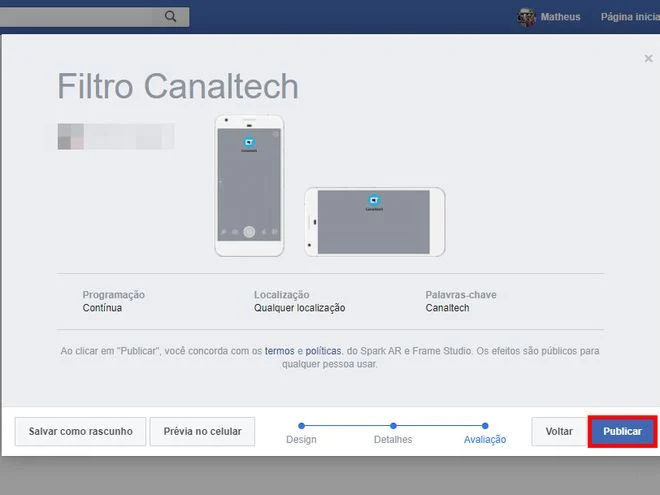 Matheus Página inicia
×
Filtro Canaltech
Canaltech
Canaltech
Programação Localização Palavras-chave
Contínua Qualquer localização Canaltech
Ao clicar em "Publicar", você concorda com os termos e políticas. do Spark AR e Frame Studio. Os efeitos são públicos para
qualquer pessoa usar.
Salvar como rascunho Prévia no celular Voltar Publicar
Design Detalhes Avaliação